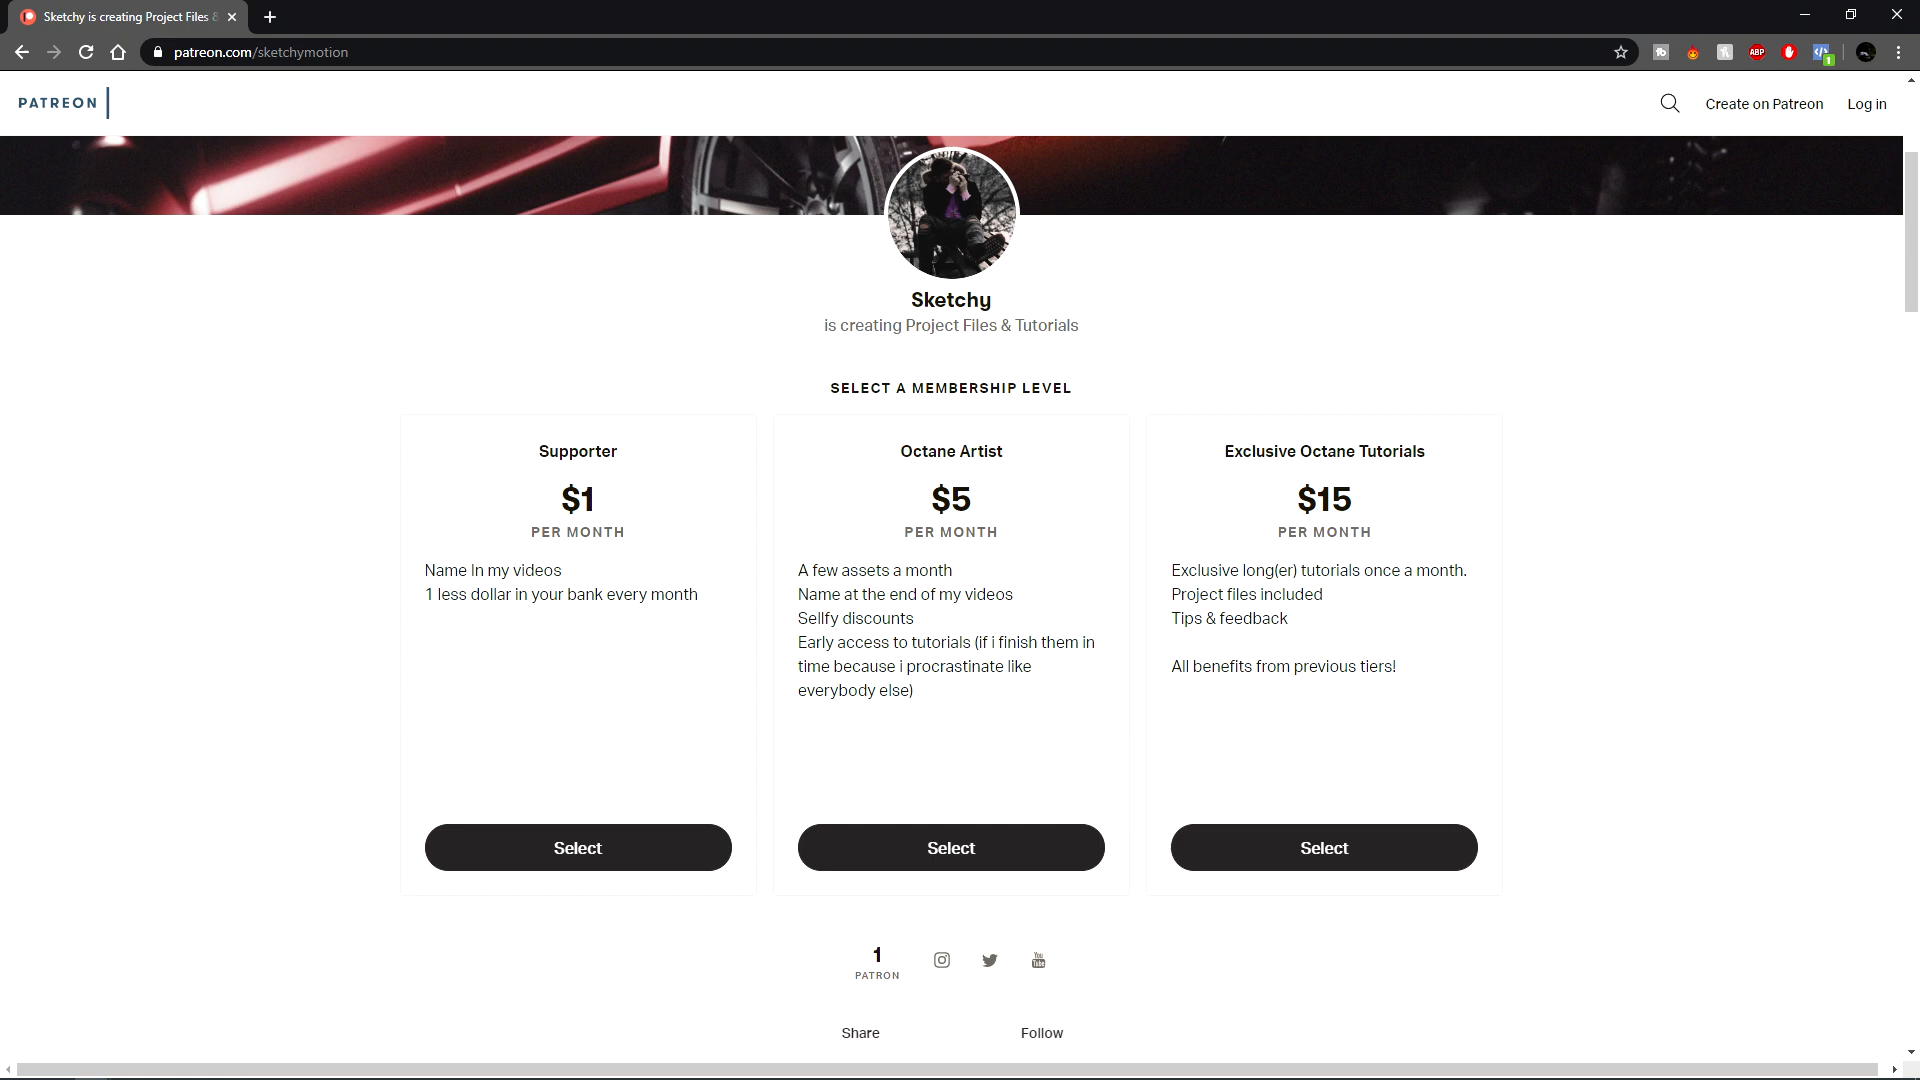 Sketchy is creating Project Files &
patreon.com/sketchymotion
ABP
1
PATREON
Create on Patreon
Log in
Sketchy
is creating Project Files & Tutorials
SELECT A MEMBERSHIP LEVEL
Supporter
$1
PER MONTH
Name In my videos
1 less dollar in your bank every month
Select
Octane Artist
$5
PER MONTH
A few assets a month
Name at the end of my videos
Sellfy discounts
Early access to tutorials (if i finish them in
time because i procrastinate like
everybody else)
Select
Exclusive Octane Tutorials
$15
PER MONTH
Exclusive long(er) tutorials once a month.
Project files included
Tips & feedback
All benefits from previous tiers!
Select
1
PATRON
You
Tube
Share
Follow